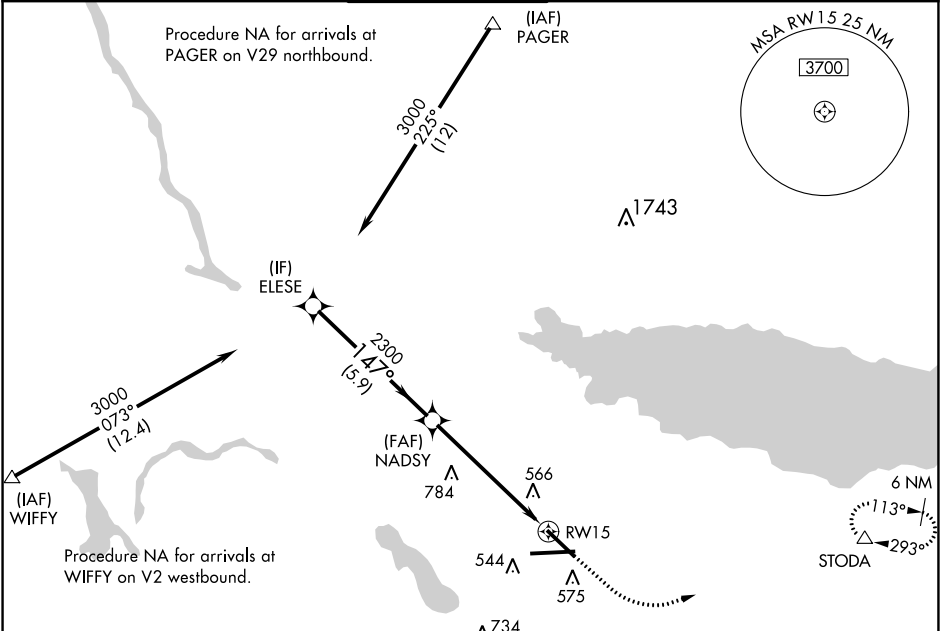 Procedure NA for arrivals at
PAGER on V29 northbound.
(IAF)
PAGER
MSA RW15 25 NM
3700
3000
225°
(12)
1743
(IF)
ELESE
2300
147°
(5.9)
3000
073°
(12.4)
(FAF)
NADSY
784
566
(IAF)
WIFFY
6 NM
113°
293°
STODA
RW15
Procedure NA for arrivals at
WIFFY on V2 westbound.
544
575
734